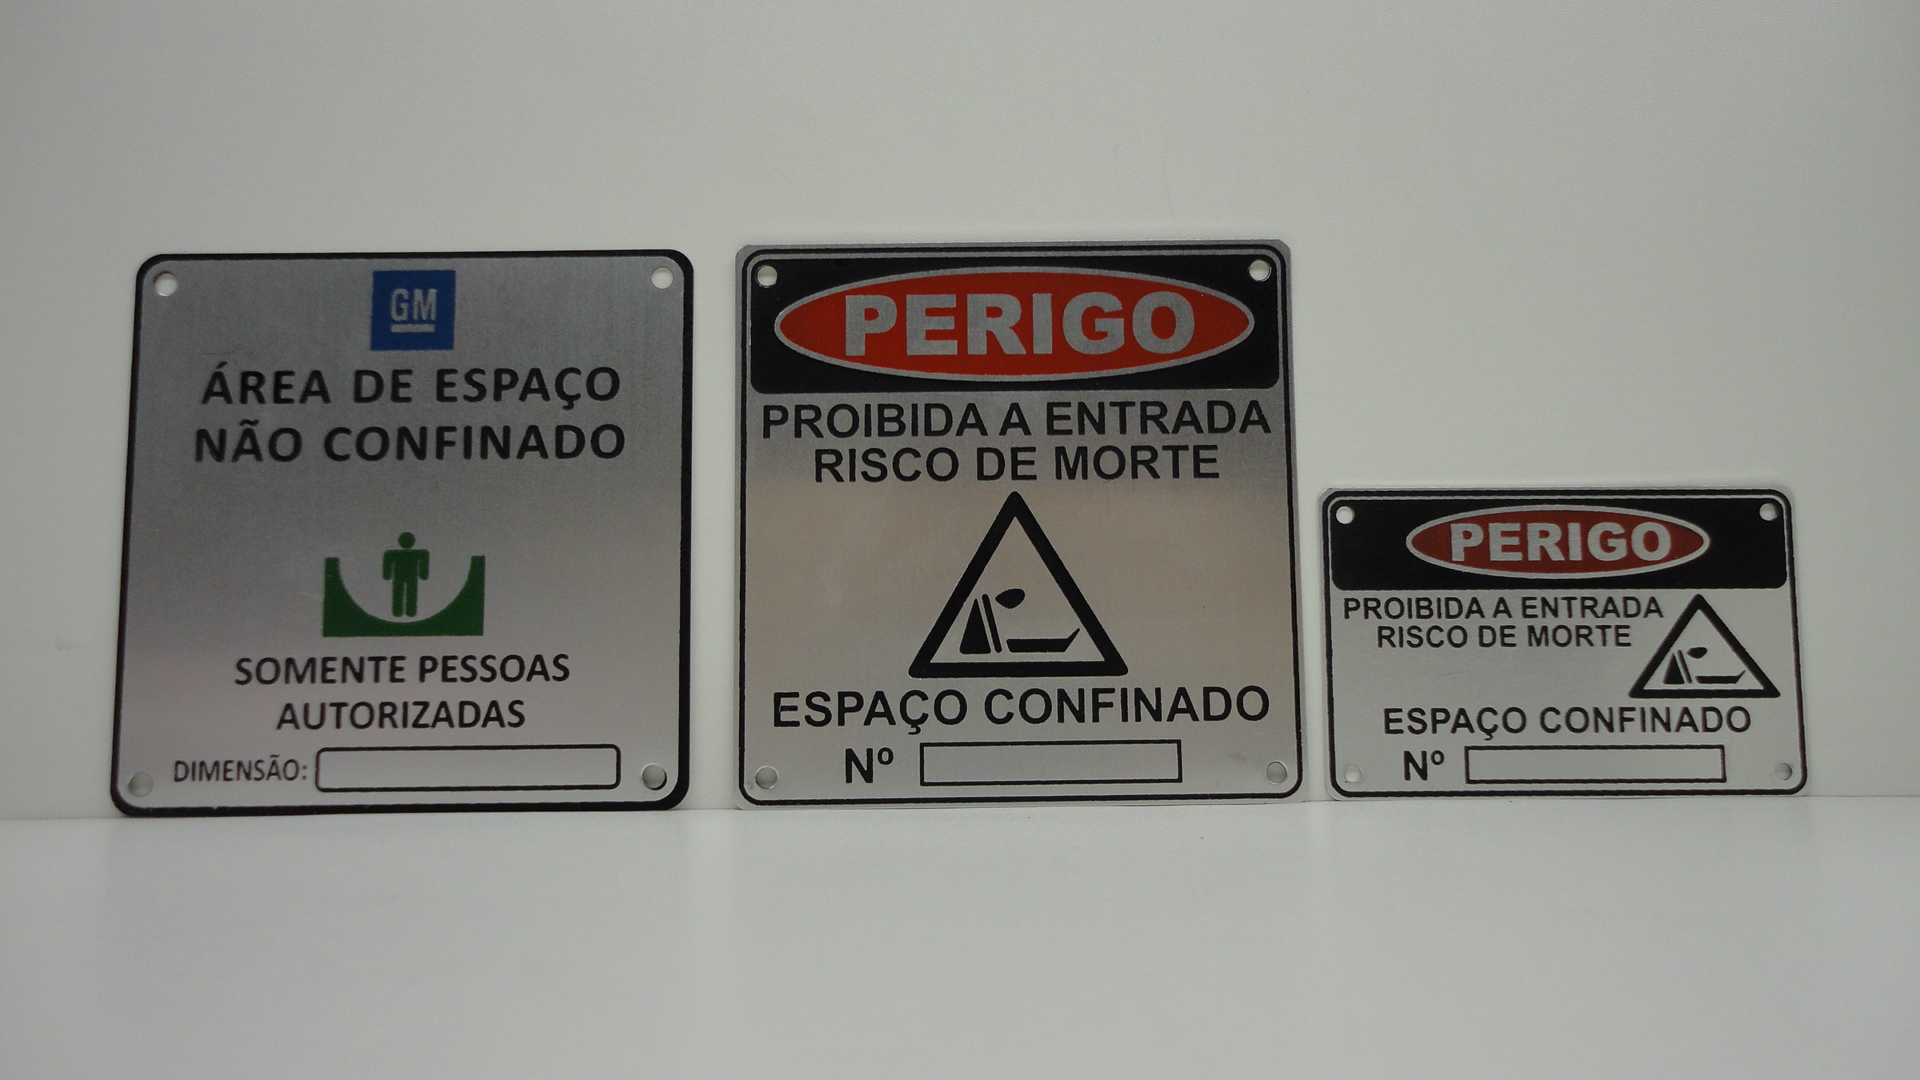 GM
ÁREA DE ESPAÇO
NÃO CONFINADO
SOMENTE PESSOAS
AUTORIZADAS
DIMENSÃO:
PERIGO
PROIBIDA A ENTRADA
RISCO DE MORTE
ESPAÇO CONFINADO
Nº
PERIGO
PROIBIDA A ENTRADA
RISCO DE MORTE
ESPAÇO CONFINADO
Nº